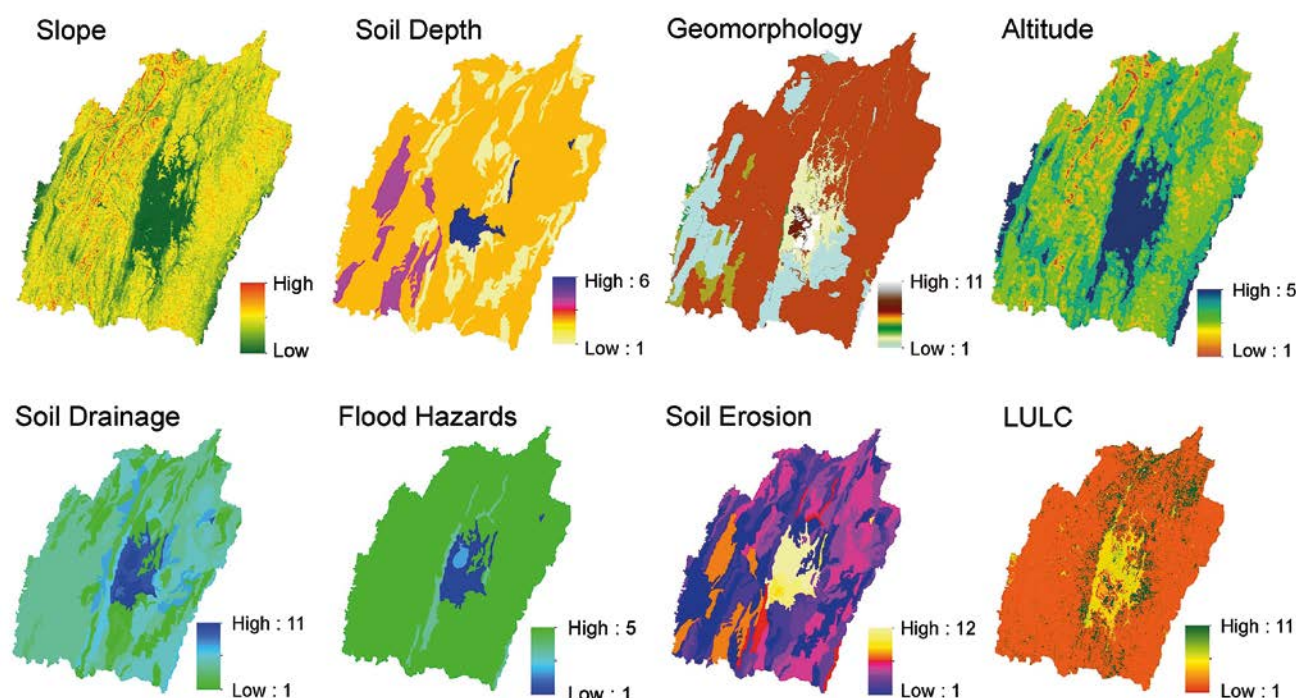 Slope
Soil Depth
Geomorphology
Altitude
High
Low
High : 6
Low : 1
High : 11
Low : 1
High : 5
Low : 1
Soil Drainage
Flood Hazards
Soil Erosion
LULC
High : 11
Low : 1
High : 5
Low : 1
High : 12
Low : 1
High : 11
Low : 1